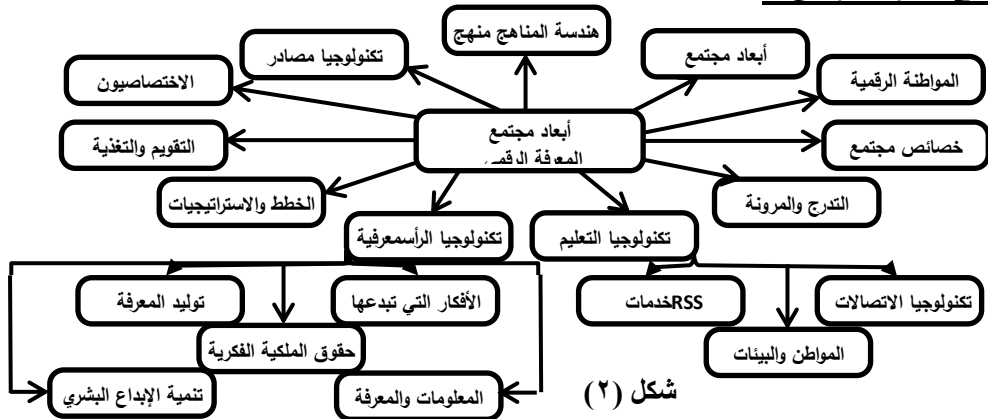 هندسة المناهج منهج
تكنولوجيا مصادر
أبعاد مجتمع
الاختصاصيون
المواطنة الرقمية
أبعاد مجتمع
المعرفة الرقمي
التقويم والتغذية
خصائص مجتمع
الخطط والاستراتيجيات
التدرج والمرونة
تكنولوجيا الرأسمعرفية
تكنولوجيا التعليم
توليد المعرفة
الأفكار التي تبدعها
RSSخدمات
تكنولوجيا الاتصالات
حقوق الملكية الفكرية
المواطن والبيئات
تنمية الإبداع البشري
المعلومات والمعرفة
شكل (٢)